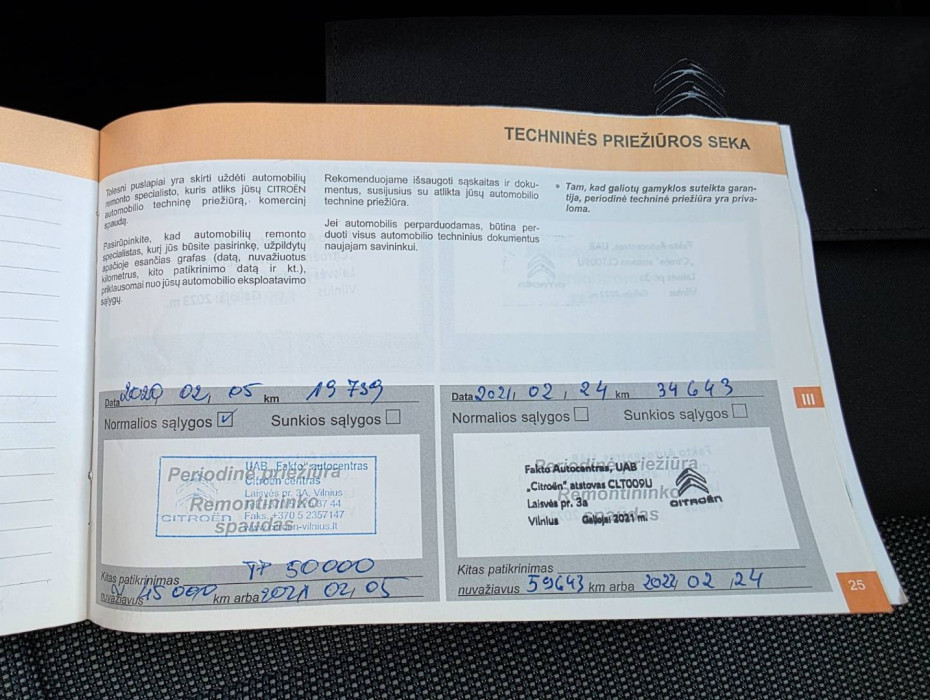 TECHNINĖS PRIEŽIŪROS SEKA
Tolesni puslapiai yra skirti uždėti automobilių
remonto specialisto, kuris atliks jūsų CITROËN
automobilio techninę priežiūrą, komercinį
spaudą.
Pasirūpinkite, kad automobilių remonto
specialistas, kurį jūs būsite pasirinkę, užpildytų
apačioje esančias grafas (datą, nuvažiuotus
kilometrus, kito patikrinimo datą ir kt.),
priklausomai nuo jūsų automobilio eksploatavimo
sąlygų.
Rekomenduojame išsaugoti sąskaitas ir doku-
mentus, susijusius su atlikta jūsų automobilio
technine priežiūra.
Jei automobilis perparduodamas, būtina per-
duoti visus automobilio techninius dokumentus
naujajam savininkui.
• Tam, kad galiotų gamyklos suteikta garan-
tija, periodinė techninė priežiūra yra priva-
loma.
Data 2020 02, 05 km 19 739
Normalios sąlygos ☑ Sunkios sąlygos ☐
Periodinė priežiūra
Remontininko
spaudas
UAB „Fakto“ autocentras
Citroën centras
Laisvės pr. 3A, Vilnius
Faks. +370 5 2357147
CITROËN
Kitas patikrinimas TP 50000
nuvažiavus 45 000 km arba 2021 02, 05
Data 2021, 02, 24 km 34643
Normalios sąlygos ☐ Sunkios sąlygos ☐
Periodinė priežiūra
Remontininko
spaudas
Fakto Autocentras, UAB
„Citroën“ atstovas CLT009U
Laisvės pr. 3a
Vilnius Galioja: 2021 m.
CITROËN
Kitas patikrinimas
nuvažiavus 59643 km arba 2022 02, 24
III
25